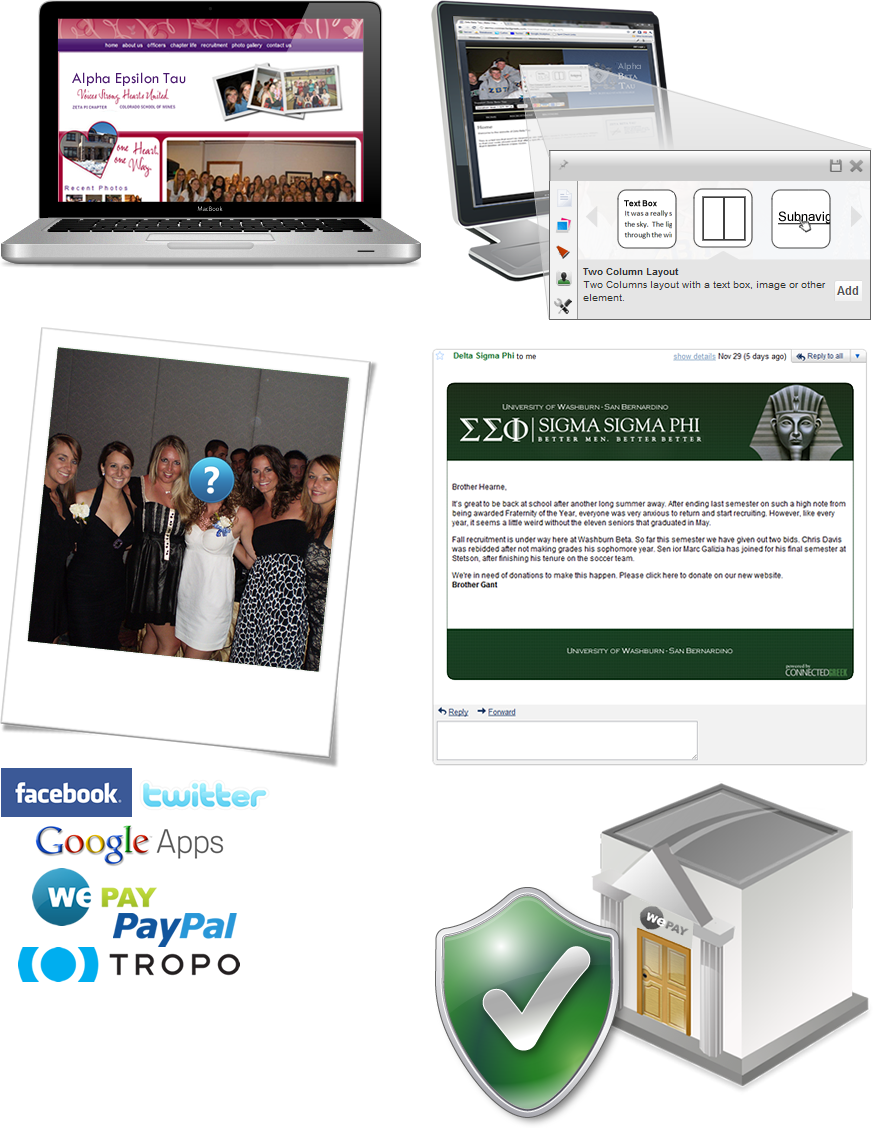 home about us officers chapter life recruitment photo gallery contact us
Alpha Epsilon Tau
Voices Strong, Hearts United.
ZETA PI CHAPTER COLORADO SCHOOL OF VOXES.
one Heart,
one Way.
Recent Photos
MacBook
Alpha
Beta
Tau
Home
Text Box
It was a really s
the sky. The lig
through the wi
Subnavig
Two Column Layout
Two Columns layout with a text box, image or other
element.
Add
?
Delta Sigma Phi to me
show details Nov 29 (5 days ago) Reply to all
University of Washburn - San Bernardino
ΣΣΦ SIGMA SIGMA PHI
BETTER MEN. BETTER BETTER
Brother Hearne,
It's great to be back at school after another long summer away. After ending last semester on such a high note from
being awarded Fraternity of the Year, everyone was very anxious to return and start recruiting. However, like every
year, it seems a little weird without the eleven seniors that graduated in May.
Fall recruitment is under way here at Washburn Beta. So far this semester we have given out two bids. Chris Davis
was rebidded after not making grades his sophomore year. Sen ior Marc Galizia has joined for his final semester at
Stetson, after finishing his tenure on the soccer team.
We're in need of donations to make this happen. Please click here to donate on our new website.
Brother Gant
University of Washburn - San Bernardino
powered by
CONNECTEDGREEK
Reply Forward
facebook. twitter
Google Apps
WePAY
PayPal
TROPO
WePAY